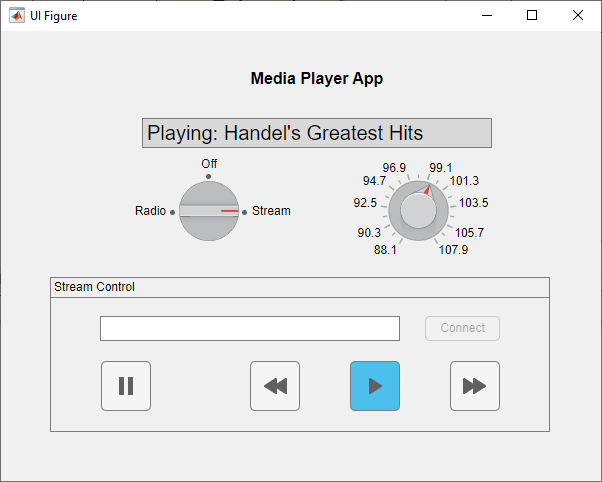 UI Figure
Media Player App
Playing: Handel's Greatest Hits
Off
Radio
Stream
96.9
99.1
94.7
101.3
92.5
103.5
90.3
105.7
88.1
107.9
Stream Control
Connect